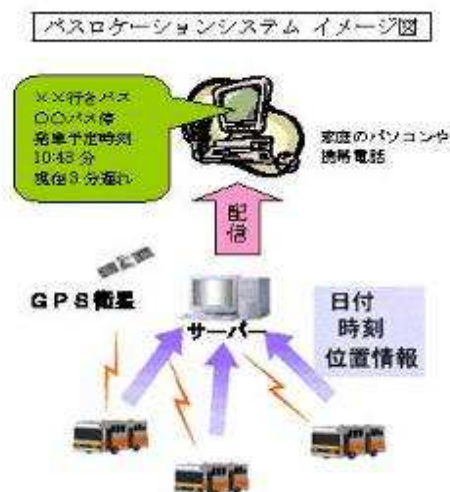 バスロケーションシステム イメージ図
××行きバス
〇〇バス停
発車予定時刻
10:43 分
現在3分遅れ
家庭のパソコンや
携帯電話
配信
GPS衛星
サーバー
日付
時刻
位置情報